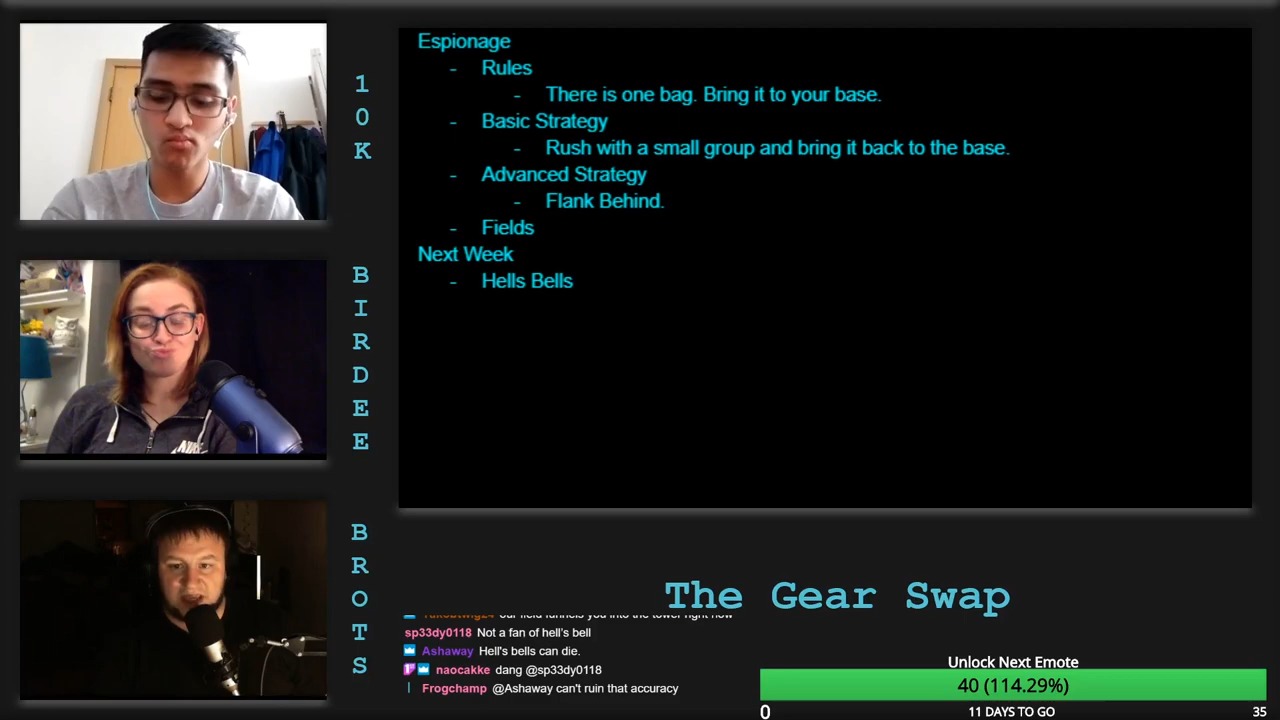 10K
BIRDEE
BROTS
Espionage
- Rules
- There is one bag. Bring it to your base.
- Basic Strategy
- Rush with a small group and bring it back to the base.
- Advanced Strategy
- Flank Behind.
- Fields
Next Week
- Hells Bells
The Gear Swap
sp33dy0118 Not a fan of hell's bell
Ashaway Hell's bells can die.
naocakke dang @sp33dy0118
Frogchamp @Ashaway can't ruin that accuracy
Unlock Next Emote
40 (114.29%)
0 11 DAYS TO GO 35